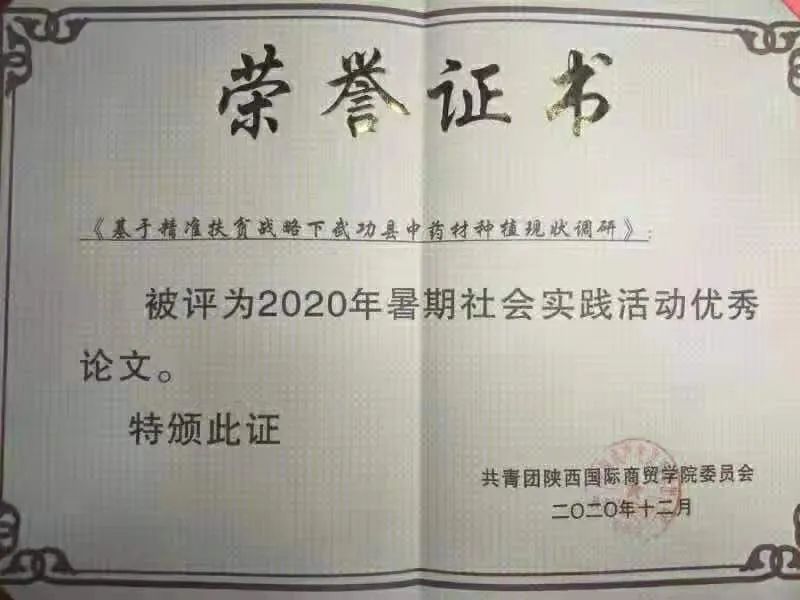 荣誉证书
《基于精准扶贫战略下武功县中药材种植现状调研》:
被评为2020年暑期社会实践活动优秀
论文。
特颁此证
共青团陕西国际商贸学院委员会
二〇二〇年十二月